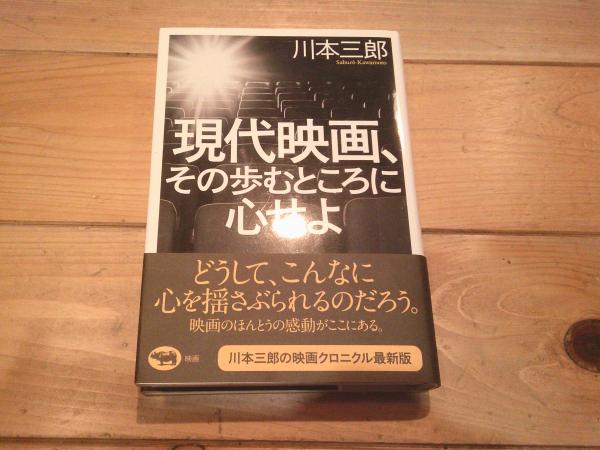 川本三郎
Saburô Kawamoto
現代映画、
その歩むところに
心せよ
どうして、こんなに
心を揺さぶられるのだろう。
映画のほんとうの感動がここにある。
映画
川本三郎の映画クロニクル最新版